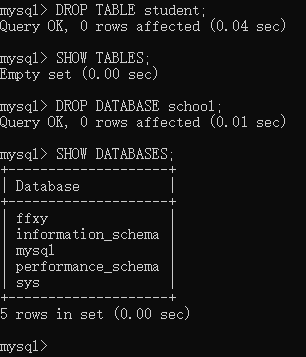 mysql> DROP TABLE student;
Query OK, 0 rows affected (0.04 sec)
mysql> SHOW TABLES;
Empty set (0.00 sec)
mysql> DROP DATABASE school;
Query OK, 0 rows affected (0.01 sec)
mysql> SHOW DATABASES;
+--------------------+
| Database           |
+--------------------+
| ffxy               |
| information_schema |
| mysql              |
| performance_schema |
| sys                |
+--------------------+
5 rows in set (0.00 sec)
mysql>